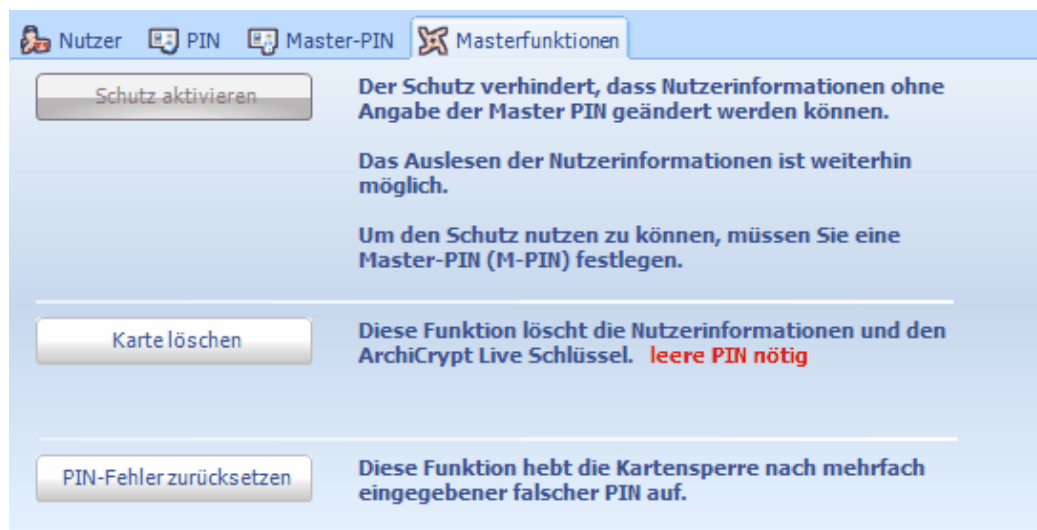 Nutzer PIN Master-PIN Masterfunktionen
Schutz aktivieren
Der Schutz verhindert, dass Nutzerinformationen ohne
Angabe der Master PIN geändert werden können.
Das Auslesen der Nutzerinformationen ist weiterhin
möglich.
Um den Schutz nutzen zu können, müssen Sie eine
Master-PIN (M-PIN) festlegen.
Karte löschen
Diese Funktion löscht die Nutzerinformationen und den
ArchiCrypt Live Schlüssel. leere PIN nötig
PIN-Fehler zurücksetzen
Diese Funktion hebt die Kartensperre nach mehrfach
eingegebener falscher PIN auf.